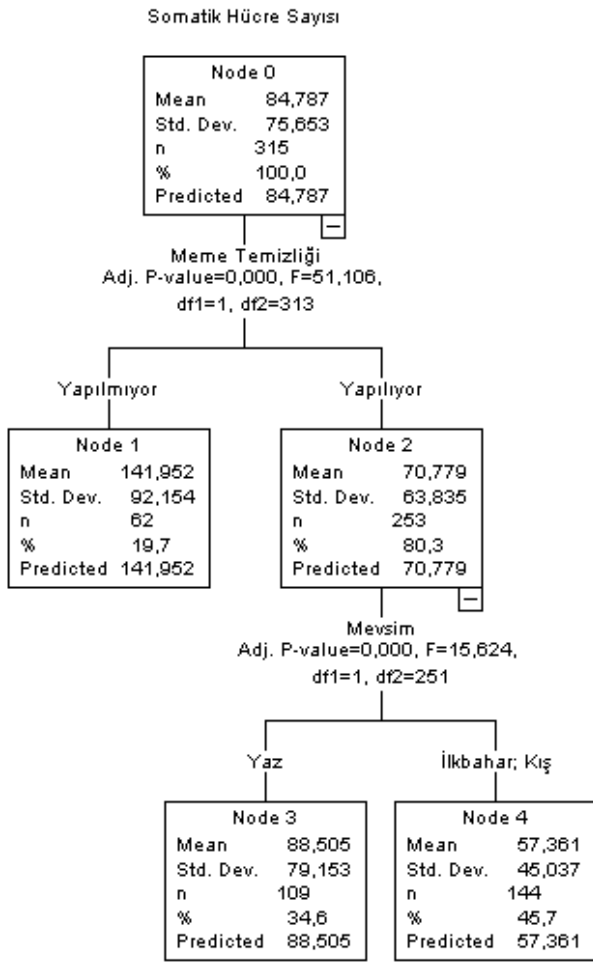 Somatik Hücre Sayısı
Node 0
Mean 84,787
Std. Dev. 75,653
n 315
% 100,0
Predicted 84,787
Meme Temizliği
Adj. P-value=0,000, F=51,106,
df1=1, df2=313
Yapılmıyor
Yapılıyor
Node 1
Mean 141,952
Std. Dev. 92,154
n 62
% 19,7
Predicted 141,952
Node 2
Mean 70,779
Std. Dev. 63,835
n 253
% 80,3
Predicted 70,779
Mevsim
Adj. P-value=0,000, F=15,624,
df1=1, df2=251
Yaz
İlkbahar; Kış
Node 3
Mean 88,505
Std. Dev. 79,153
n 109
% 34,6
Predicted 88,505
Node 4
Mean 57,361
Std. Dev. 45,037
n 144
% 45,7
Predicted 57,361